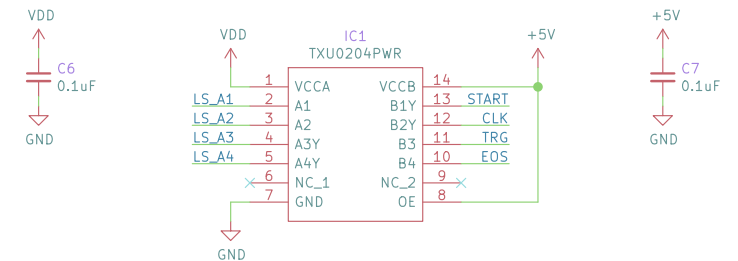 VDD
C6
0.1uF
GND
VDD
IC1
TXU0204PWR
+5V
1 VCCA VCCB 14
LS_A1 2 A1 B1Y 13 START
LS_A2 3 A2 B2Y 12 CLK
LS_A3 4 A3Y B3 11 TRG
LS_A4 5 A4Y B4 10 EOS
6 NC_1 NC_2 9
7 GND OE 8
GND
+5V
C7
0.1uF
GND